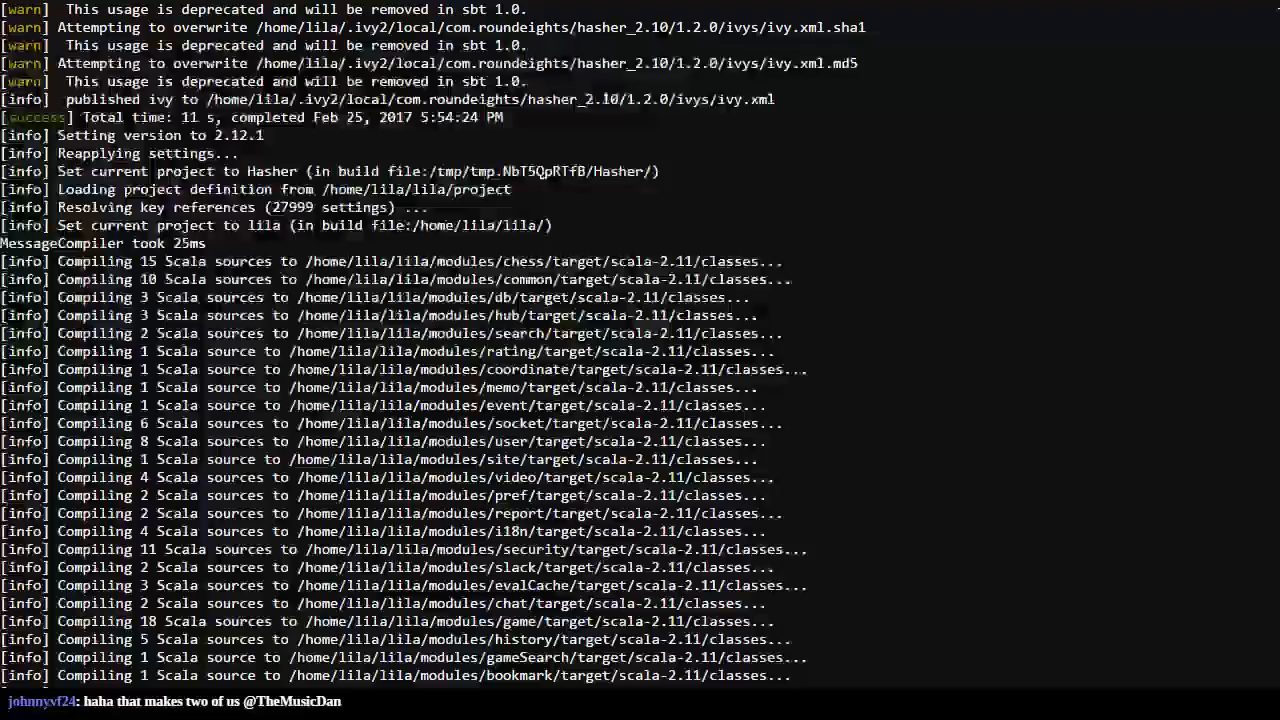 [warn]  This usage is deprecated and will be removed in sbt 1.0.
[warn] Attempting to overwrite /home/lila/.ivy2/local/com.roundeights/hasher_2.10/1.2.0/ivys/ivy.xml.sha1
[warn]  This usage is deprecated and will be removed in sbt 1.0.
[warn] Attempting to overwrite /home/lila/.ivy2/local/com.roundeights/hasher_2.10/1.2.0/ivys/ivy.xml.md5
[warn]  This usage is deprecated and will be removed in sbt 1.0.
[info]  published ivy to /home/lila/.ivy2/local/com.roundeights/hasher_2.10/1.2.0/ivys/ivy.xml
[success] Total time: 11 s, completed Feb 25, 2017 5:54:24 PM
[info] Setting version to 2.12.1
[info] Reapplying settings...
[info] Set current project to Hasher (in build file:/tmp/tmp.NbT5QpRTfB/Hasher/)
[info] Loading project definition from /home/lila/lila/project
[info] Resolving key references (27999 settings) ...
[info] Set current project to lila (in build file:/home/lila/lila/)
MessageCompiler took 25ms
[info] Compiling 15 Scala sources to /home/lila/lila/modules/chess/target/scala-2.11/classes...
[info] Compiling 10 Scala sources to /home/lila/lila/modules/common/target/scala-2.11/classes...
[info] Compiling 3 Scala sources to /home/lila/lila/modules/db/target/scala-2.11/classes...
[info] Compiling 3 Scala sources to /home/lila/lila/modules/hub/target/scala-2.11/classes...
[info] Compiling 2 Scala sources to /home/lila/lila/modules/search/target/scala-2.11/classes...
[info] Compiling 1 Scala source to /home/lila/lila/modules/rating/target/scala-2.11/classes...
[info] Compiling 1 Scala source to /home/lila/lila/modules/coordinate/target/scala-2.11/classes...
[info] Compiling 1 Scala source to /home/lila/lila/modules/memo/target/scala-2.11/classes...
[info] Compiling 1 Scala source to /home/lila/lila/modules/event/target/scala-2.11/classes...
[info] Compiling 6 Scala sources to /home/lila/lila/modules/socket/target/scala-2.11/classes...
[info] Compiling 8 Scala sources to /home/lila/lila/modules/user/target/scala-2.11/classes...
[info] Compiling 1 Scala source to /home/lila/lila/modules/site/target/scala-2.11/classes...
[info] Compiling 4 Scala sources to /home/lila/lila/modules/video/target/scala-2.11/classes...
[info] Compiling 2 Scala sources to /home/lila/lila/modules/pref/target/scala-2.11/classes...
[info] Compiling 2 Scala sources to /home/lila/lila/modules/report/target/scala-2.11/classes...
[info] Compiling 4 Scala sources to /home/lila/lila/modules/i18n/target/scala-2.11/classes...
[info] Compiling 11 Scala sources to /home/lila/lila/modules/security/target/scala-2.11/classes...
[info] Compiling 2 Scala sources to /home/lila/lila/modules/slack/target/scala-2.11/classes...
[info] Compiling 3 Scala sources to /home/lila/lila/modules/evalCache/target/scala-2.11/classes...
[info] Compiling 2 Scala sources to /home/lila/lila/modules/chat/target/scala-2.11/classes...
[info] Compiling 18 Scala sources to /home/lila/lila/modules/game/target/scala-2.11/classes...
[info] Compiling 5 Scala sources to /home/lila/lila/modules/history/target/scala-2.11/classes...
[info] Compiling 1 Scala source to /home/lila/lila/modules/gameSearch/target/scala-2.11/classes...
[info] Compiling 1 Scala source to /home/lila/lila/modules/bookmark/target/scala-2.11/classes...
johnnyvf24: haha that makes two of us @TheMusicDan